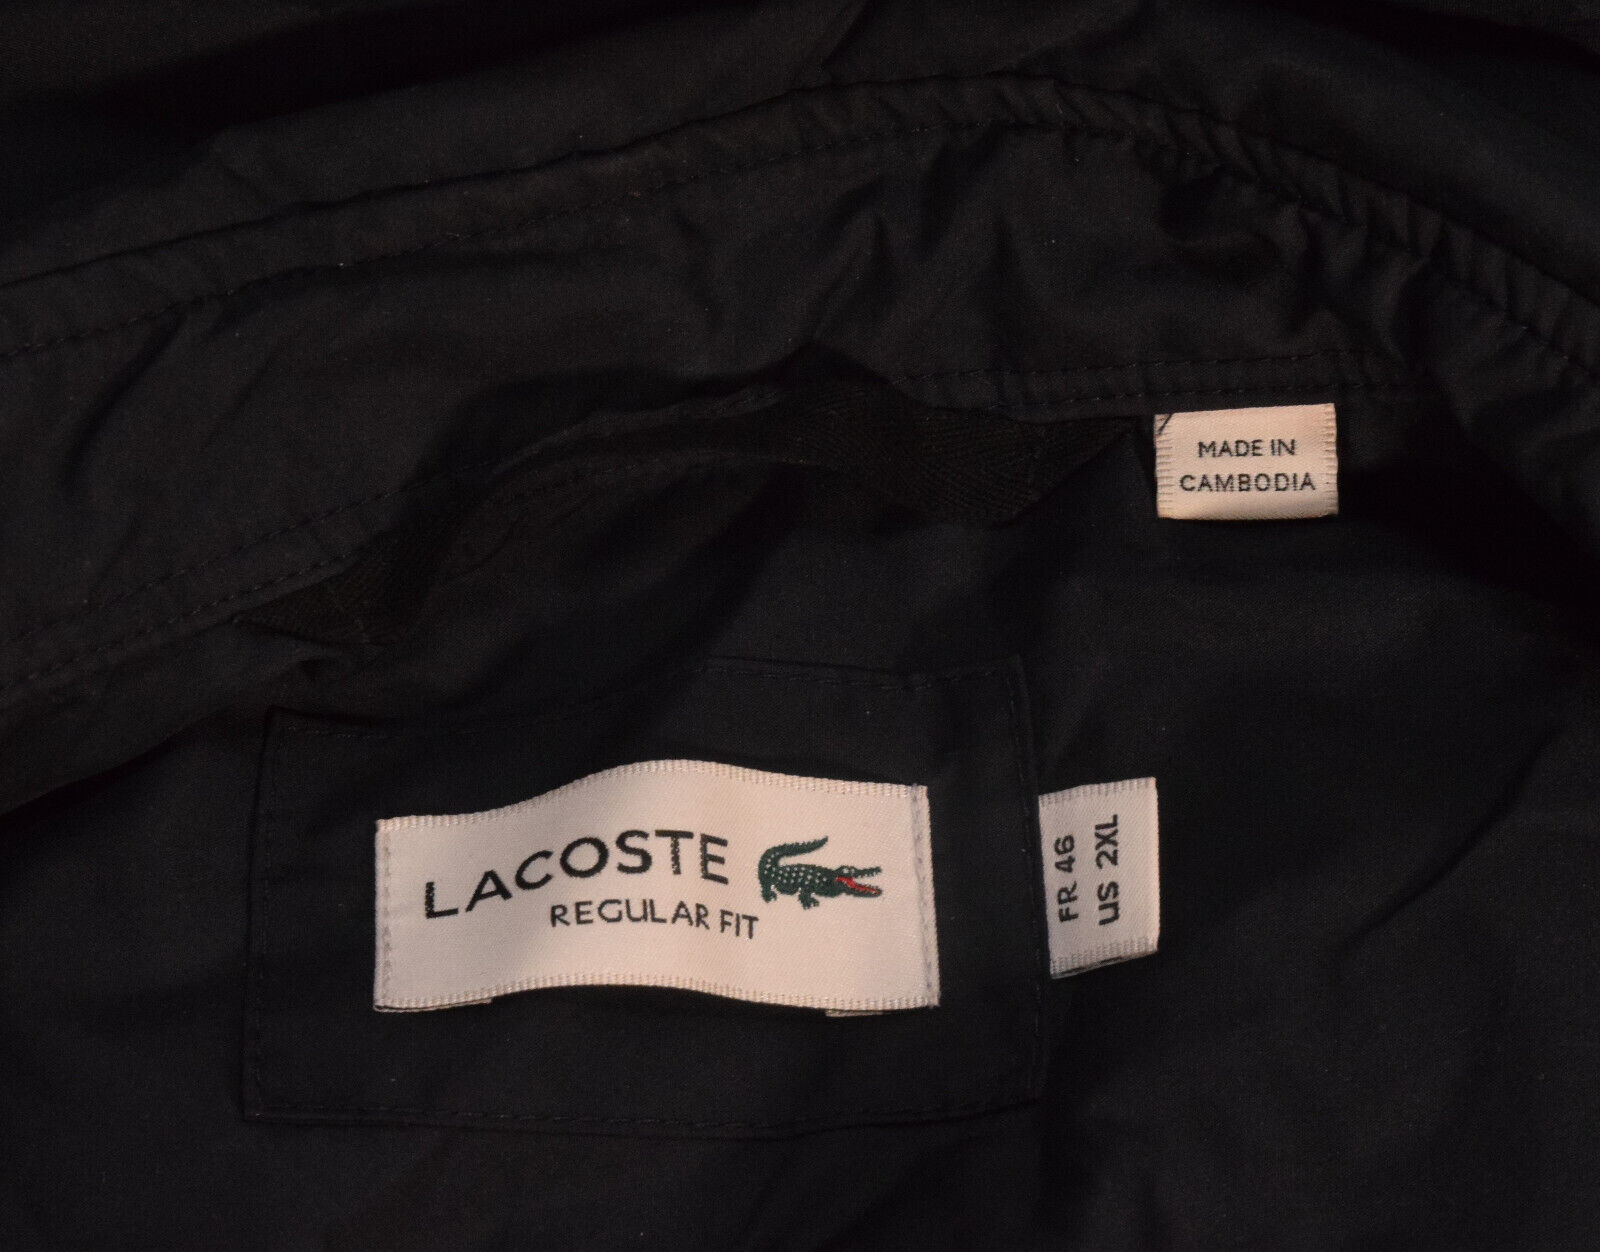 MADE IN
CAMBODIA
LACOSTE
REGULAR FIT
FR 46
US 2XL